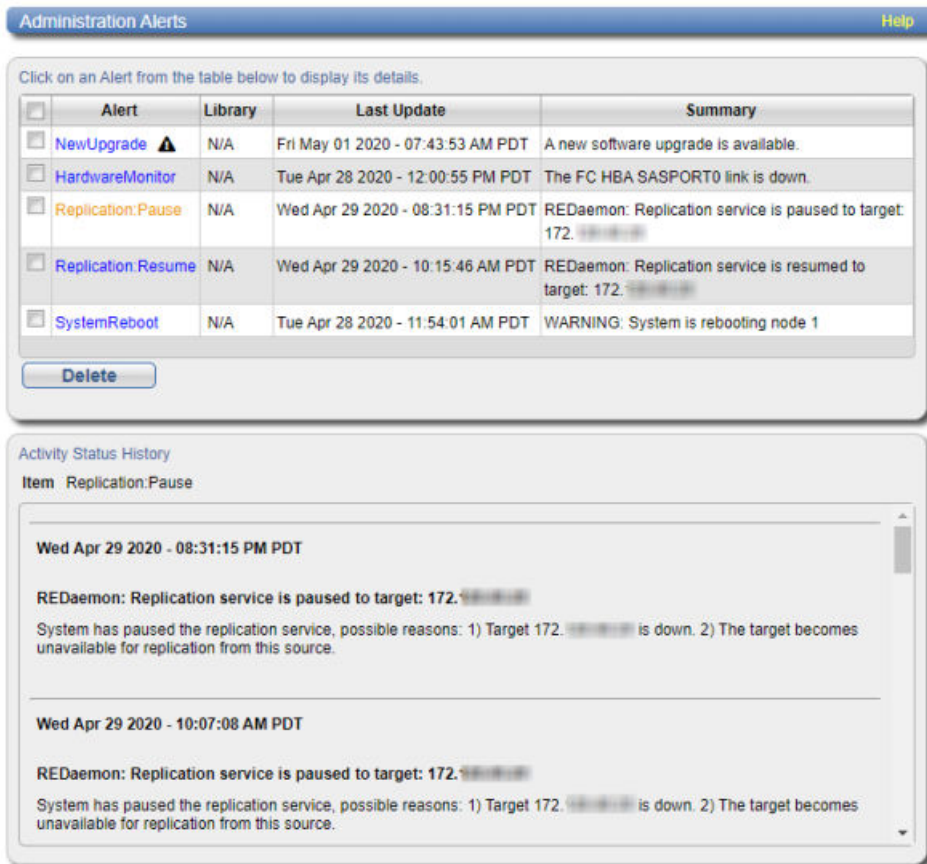 Administration Alerts Help
Click on an Alert from the table below to display its details.
Alert Library Last Update Summary
NewUpgrade N/A Fri May 01 2020 - 07:43:53 AM PDT A new software upgrade is available.
HardwareMonitor N/A Tue Apr 28 2020 - 12:00:55 PM PDT The FC HBA SASPORT0 link is down.
Replication:Pause N/A Wed Apr 29 2020 - 08:31:15 PM PDT REDaemon: Replication service is paused to target:
172.
Replication:Resume N/A Wed Apr 29 2020 - 10:15:46 AM PDT REDaemon: Replication service is resumed to
target: 172.
SystemReboot N/A Tue Apr 28 2020 - 11:54:01 AM PDT WARNING: System is rebooting node 1
Delete
Activity Status History
Item Replication:Pause
Wed Apr 29 2020 - 08:31:15 PM PDT
REDaemon: Replication service is paused to target: 172.
System has paused the replication service, possible reasons: 1) Target 172. is down. 2) The target becomes
unavailable for replication from this source.
Wed Apr 29 2020 - 10:07:08 AM PDT
REDaemon: Replication service is paused to target: 172.
System has paused the replication service, possible reasons: 1) Target 172. is down. 2) The target becomes
unavailable for replication from this source.